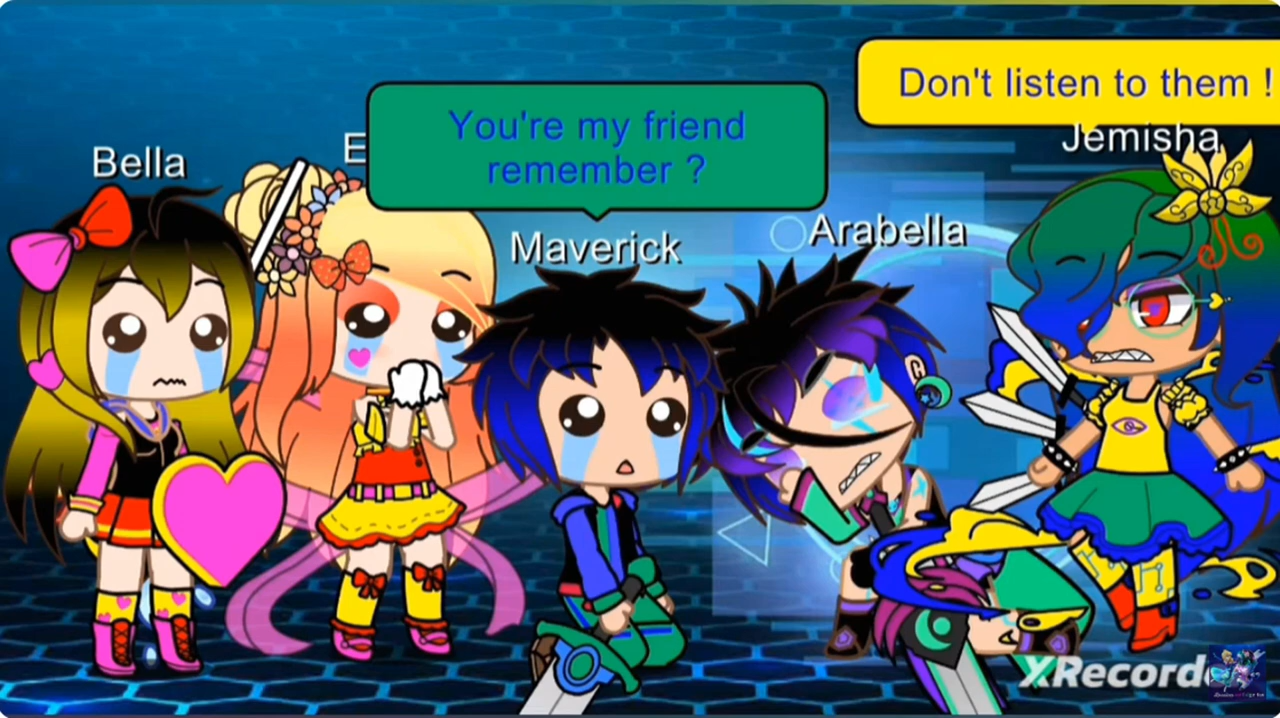 Don't listen to them !
You're my friend
remember ?
Bella
E
Jemisha
Maverick
Arabella
XRecord